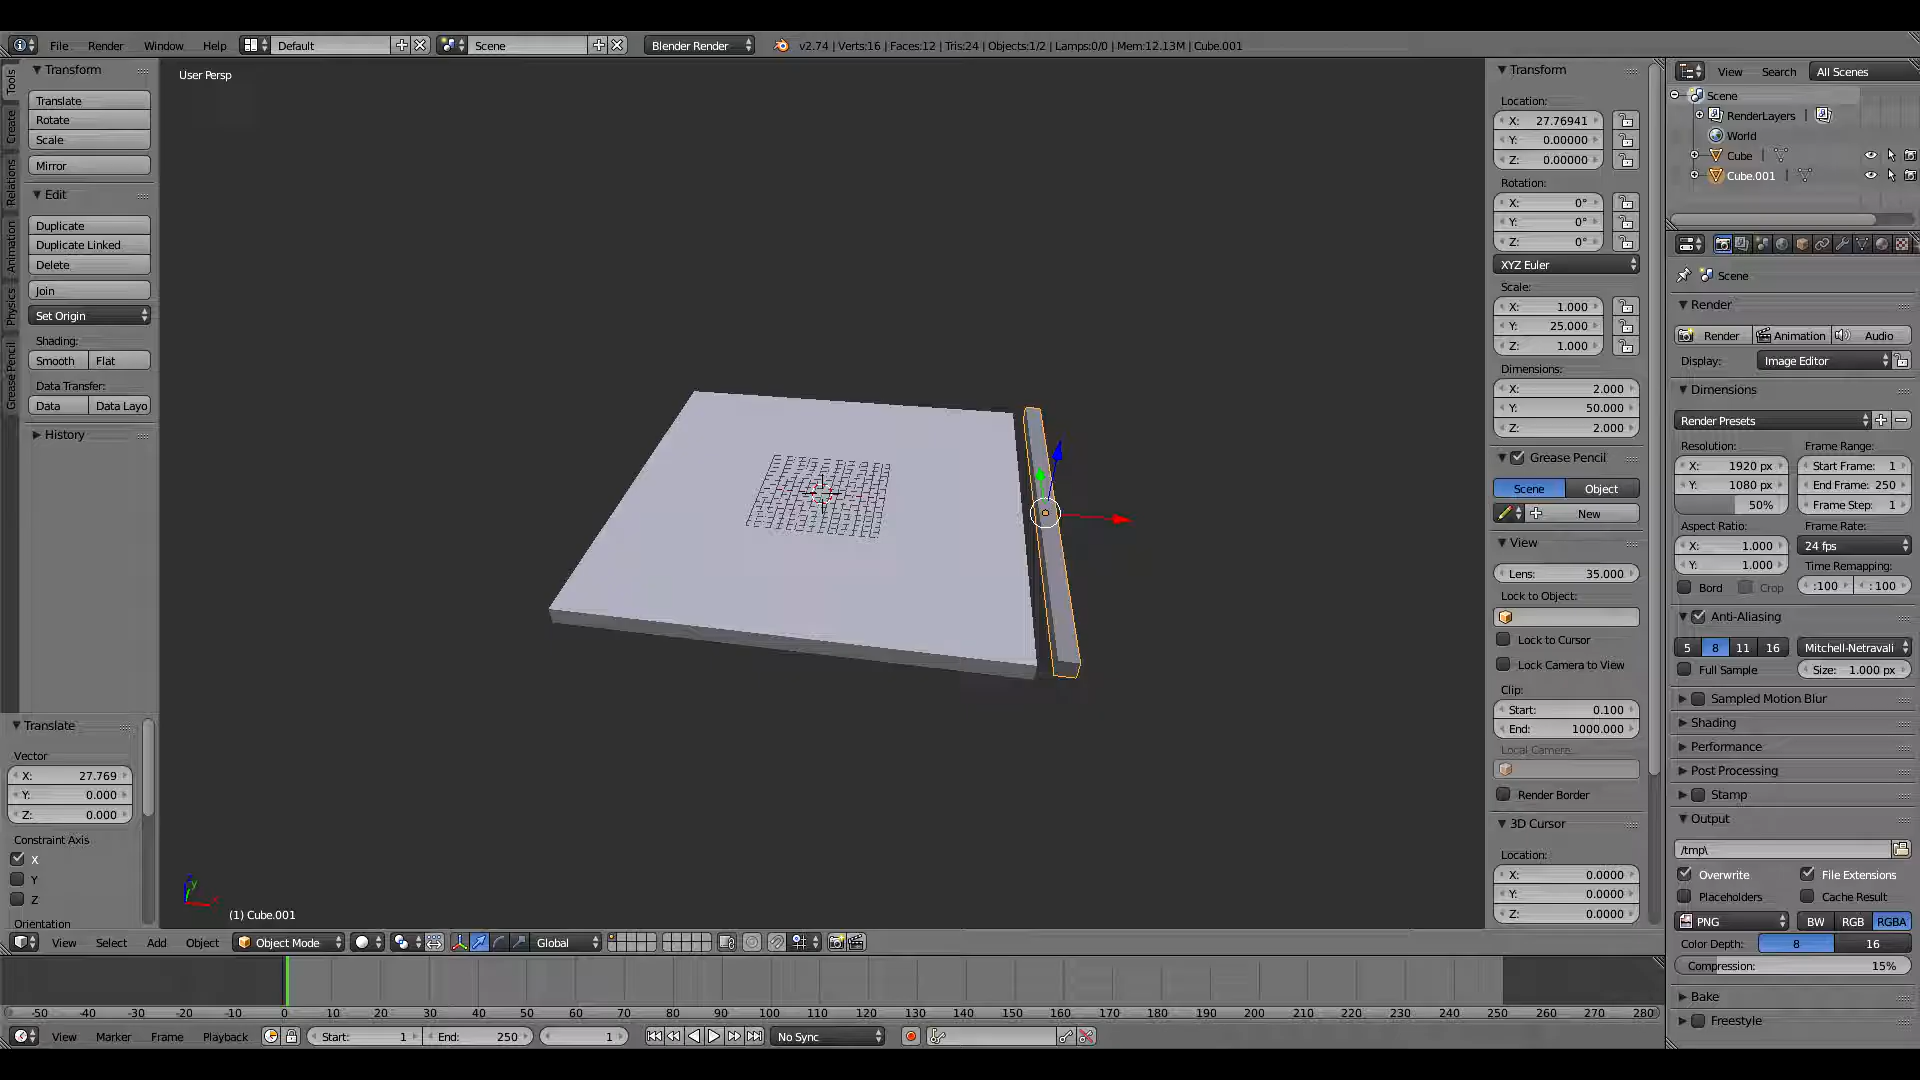 File Render Window Help Default Scene Blender Render v2.74 | Verts:16 | Faces:12 | Tris:24 | Objects:1/2 | Lamps:0/0 | Mem:12.13M | Cube.001
Tools
Create
Relations
Animation
Physics
Grease Pencil
Transform
Translate
Rotate
Scale
Mirror
Edit
Duplicate
Duplicate Linked
Delete
Join
Set Origin
Shading:
Smooth Flat
Data Transfer:
Data Data Layo
History
Translate
Vector
X: 27.769
Y: 0.000
Z: 0.000
Constraint Axis
X
Y
Z
Orientation
User Persp
(1) Cube.001
Transform
Location:
X: 27.76941
Y: 0.00000
Z: 0.00000
Rotation:
X: 0°
Y: 0°
Z: 0°
XYZ Euler
Scale:
X: 1.000
Y: 25.000
Z: 1.000
Dimensions:
X: 2.000
Y: 50.000
Z: 2.000
Grease Pencil
Scene Object
New
View
Lens: 35.000
Lock to Object:
Lock to Cursor
Lock Camera to View
Clip:
Start: 0.100
End: 1000.000
Local Camera:
Render Border
3D Cursor
Location:
X: 0.0000
Y: 0.0000
Z: 0.0000
View Search All Scenes
Scene
RenderLayers |
World
Cube |
Cube.001 |
Scene
Render
Render Animation Audio
Display: Image Editor
Dimensions
Render Presets
Resolution: Frame Range:
X: 1920 px Start Frame: 1
Y: 1080 px End Frame: 250
50% Frame Step: 1
Aspect Ratio: Frame Rate:
X: 1.000 24 fps
Y: 1.000 Time Remapping:
Bord Crop :100 :100
Anti-Aliasing
5 8 11 16 Mitchell-Netravali
Full Sample Size: 1.000 px
Sampled Motion Blur
Shading
Performance
Post Processing
Stamp
Output
/tmp\
Overwrite File Extensions
Placeholders Cache Result
PNG BW RGB RGBA
Color Depth: 8 16
Compression: 15%
Bake
Freestyle
View Select Add Object Object Mode Global
-50 -40 -30 -20 -10 0 10 20 30 40 50 60 70 80 90 100 110 120 130 140 150 160 170 180 190 200 210 220 230 240 250 260 270 280
View Marker Frame Playback Start: 1 End: 250 1 No Sync